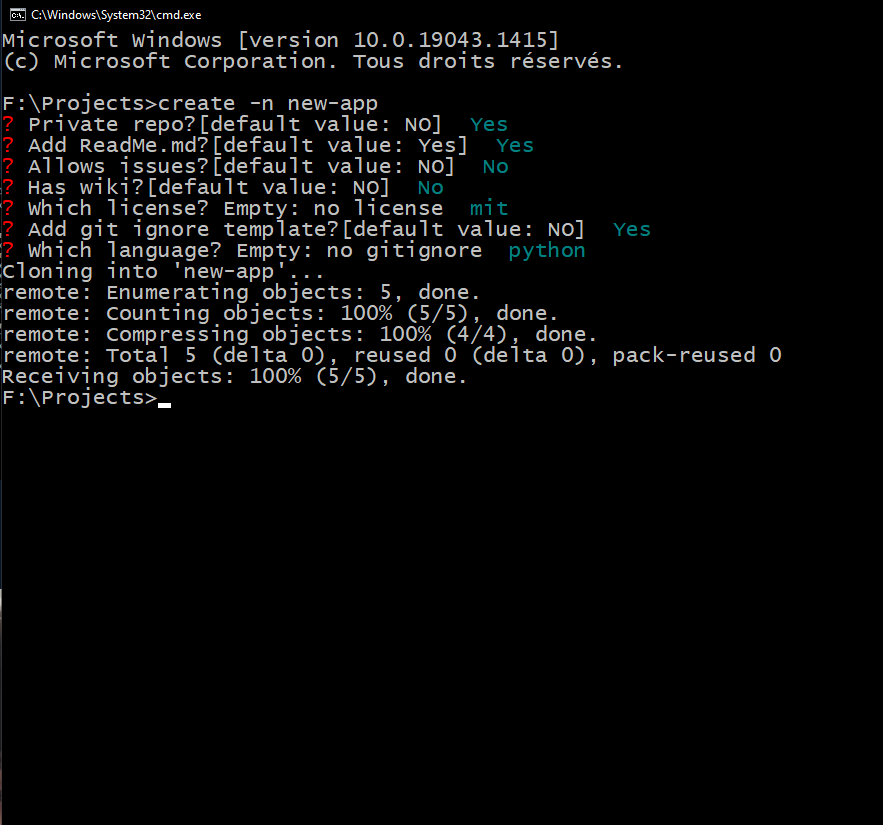 C:\Windows\System32\cmd.exe
Microsoft Windows [version 10.0.19043.1415]
(c) Microsoft Corporation. Tous droits réservés.
F:\Projects>create -n new-app
? Private repo?[default value: NO]  Yes
? Add ReadMe.md?[default value: Yes]  Yes
? Allows issues?[default value: NO]  No
? Has wiki?[default value: NO]  No
? Which license? Empty: no license  mit
? Add git ignore template?[default value: NO]  Yes
? Which language? Empty: no gitignore  python
Cloning into 'new-app'...
remote: Enumerating objects: 5, done.
remote: Counting objects: 100% (5/5), done.
remote: Compressing objects: 100% (4/4), done.
remote: Total 5 (delta 0), reused 0 (delta 0), pack-reused 0
Receiving objects: 100% (5/5), done.
F:\Projects>